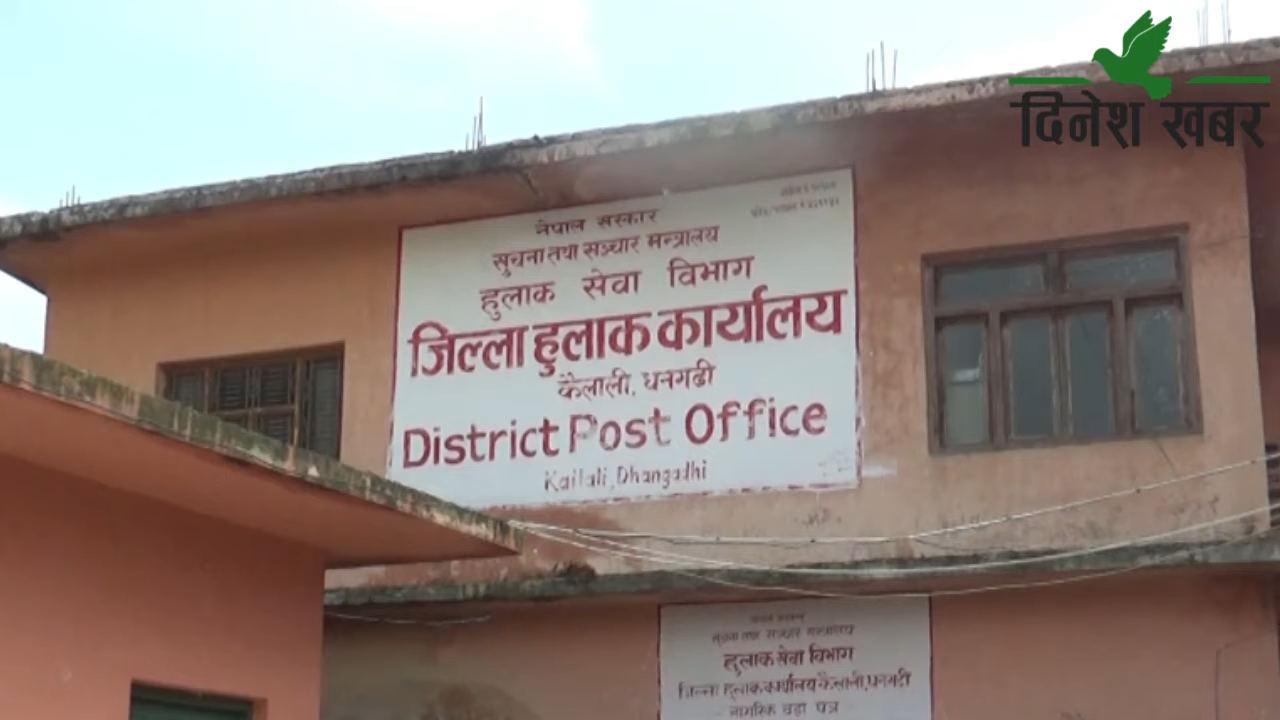 दिनेश खबर
नेपाल सरकार
सुचना तथा सञ्चार मन्त्रालय
हुलाक सेवा विभाग
जिल्ला हुलाक कार्यालय
कैलाली, धनगढी
District Post Office
Kailali, Dhangadhi
सुचना तथा सञ्चार मन्त्रालय
हुलाक सेवा विभाग
जिल्ला हुलाक कार्यालय कैलाली, धनगढी
नागरिक वडा पत्र